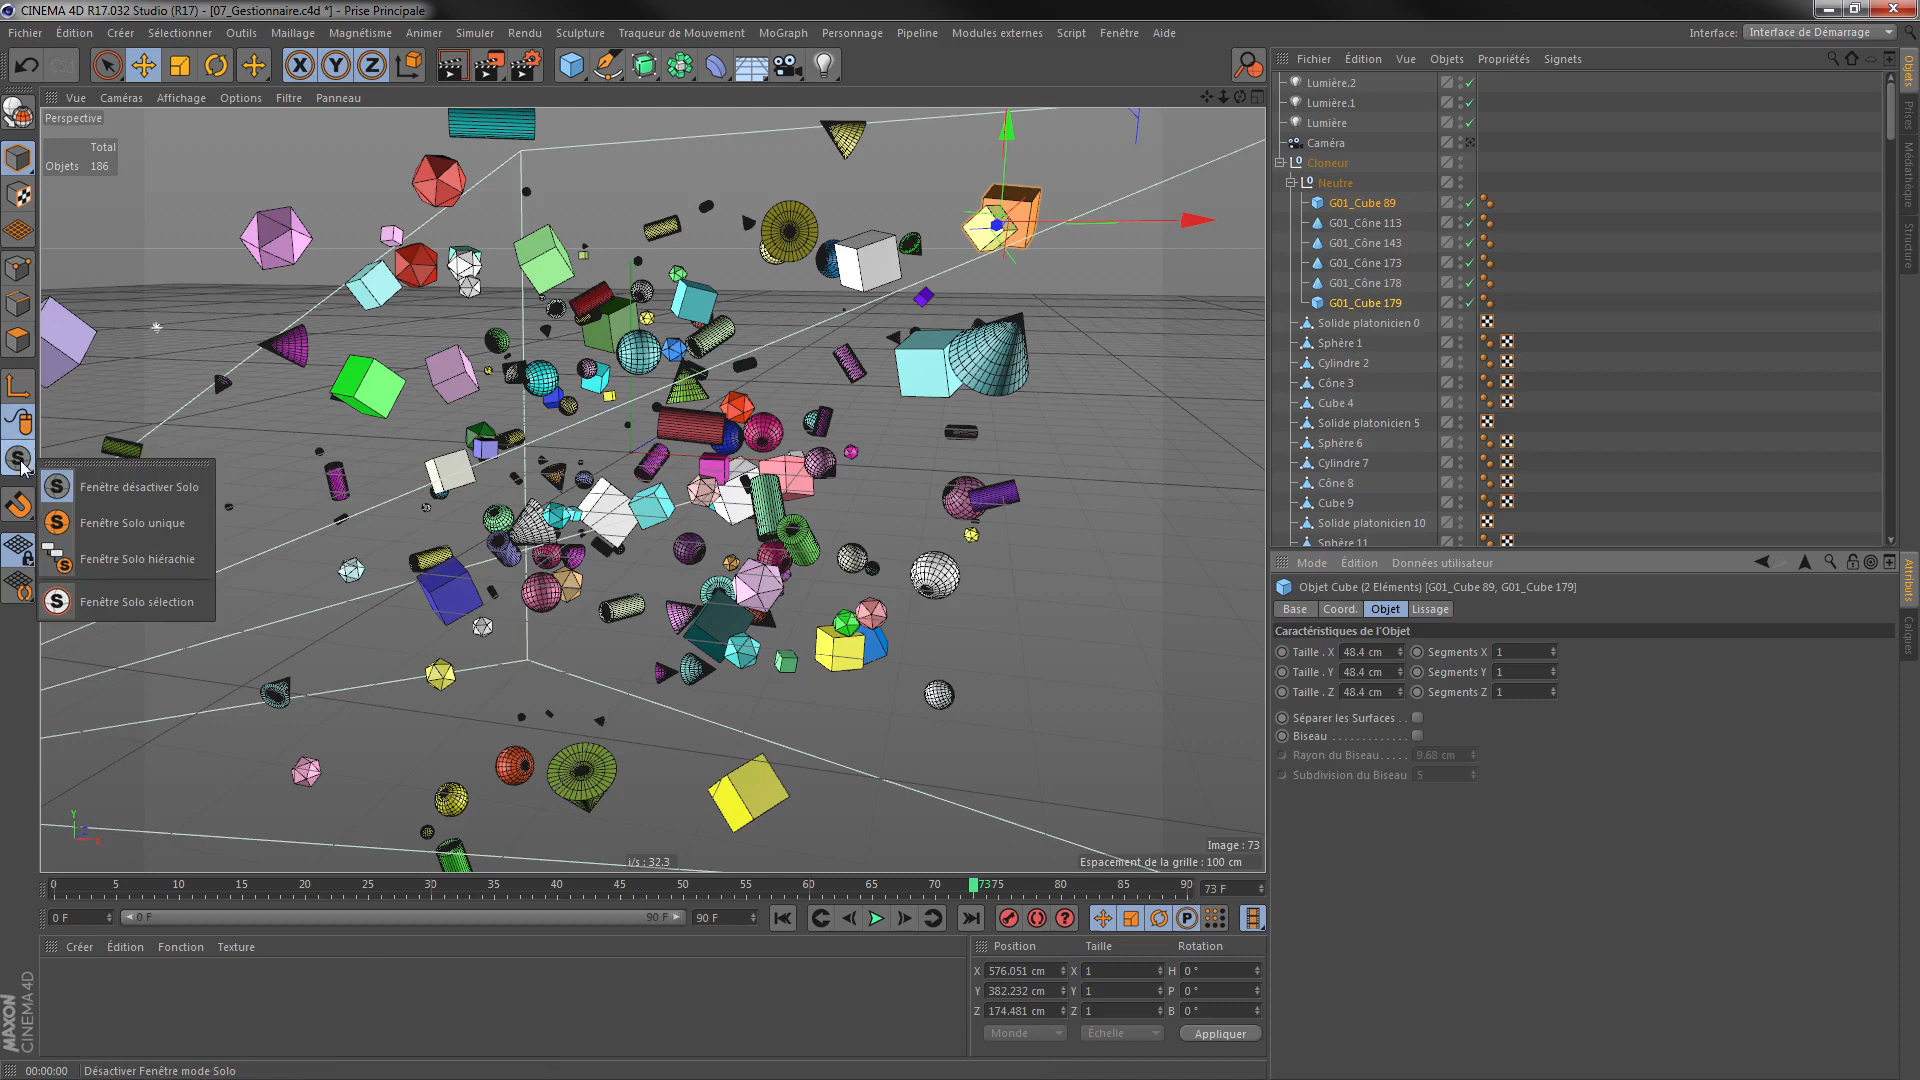 CINEMA 4D R17.032 Studio (R17) - [07_Gestionnaire.c4d *] - Prise Principale
Fichier Édition Créer Sélectionner Outils Maillage Magnétisme Animer Simuler Sculpture Rendu Traqueur de Mouvement MoGraph Personnage Pipeline Modules externes Script Fenêtre Aide
Interface: Interface de Démarrage
X Y Z
Vue Caméras Affichage Options Filtre Panneau
Perspective
Total
Objets 186
Fenêtre désactiver Solo
Fenêtre Solo unique
Fenêtre Solo hiérachie
Fenêtre Solo sélection
Image : 73
i/s : 32.3
Espacement de la grille : 100 cm
Y
X
Fichier Édition Vue Objets Propriétés Signets
Lumière.2
Lumière.1
Lumière
Caméra
Cloneur
Neutre
G01_Cube 89
G01_Cône 113
G01_Cône 143
G01_Cône 173
G01_Cône 178
G01_Cube 179
Solide platonicien 0
Sphère 1
Cylindre 2
Cône 3
Cube 4
Solide platonicien 5
Sphère 6
Cylindre 7
Cône 8
Cube 9
Solide platonicien 10
Sphère 11
Objets
Prises
Médiathèque
Structure
Mode Édition Données utilisateur
Objet Cube (2 Eléments) [G01_Cube 89, G01_Cube 179]
Base Coord. Objet Lissage
Caractéristiques de l'Objet
Taille . X 48.4 cm Segments X 1
Taille . Y 48.4 cm Segments Y 1
Taille . Z 48.4 cm Segments Z 1
Séparer les Surfaces . .
Biseau . . . . . . . . . . . . .
Rayon du Biseau . . . . . 9.68 cm
Subdivision du Biseau 5
Attributs
Calques
0 5 10 15 20 25 30 35 40 45 50 55 60 65 70 7375 80 85 90 73 F
0 F 0 F 90 F 90 F
Créer Édition Fonction Texture
Position Taille Rotation
X 576.051 cm X 1 H 0 °
Y 382.232 cm Y 1 P 0 °
Z 174.481 cm Z 1 B 0 °
Monde Échelle Appliquer
MAXON
CINEMA 4D
00:00:00 Désactiver Fenêtre mode Solo